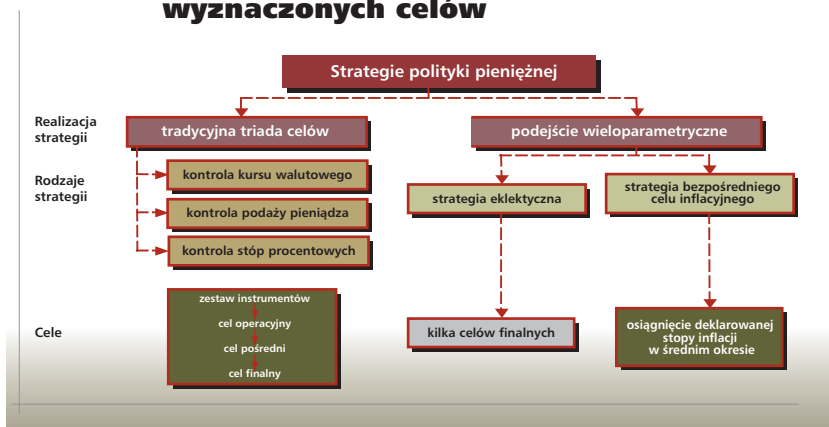 wyznaczonych celów
Strategie polityki pieniężnej
Realizacja
strategii
tradycyjna triada celów
podejście wieloparametryczne
Rodzaje
strategii
kontrola kursu walutowego
kontrola podaży pieniądza
kontrola stóp procentowych
strategia eklektyczna
strategia bezpośredniego
celu inflacyjnego
Cele
zestaw instrumentów
cel operacyjny
cel pośredni
cel finalny
kilka celów finalnych
osiągnięcie deklarowanej
stopy inflacji
w średnim okresie